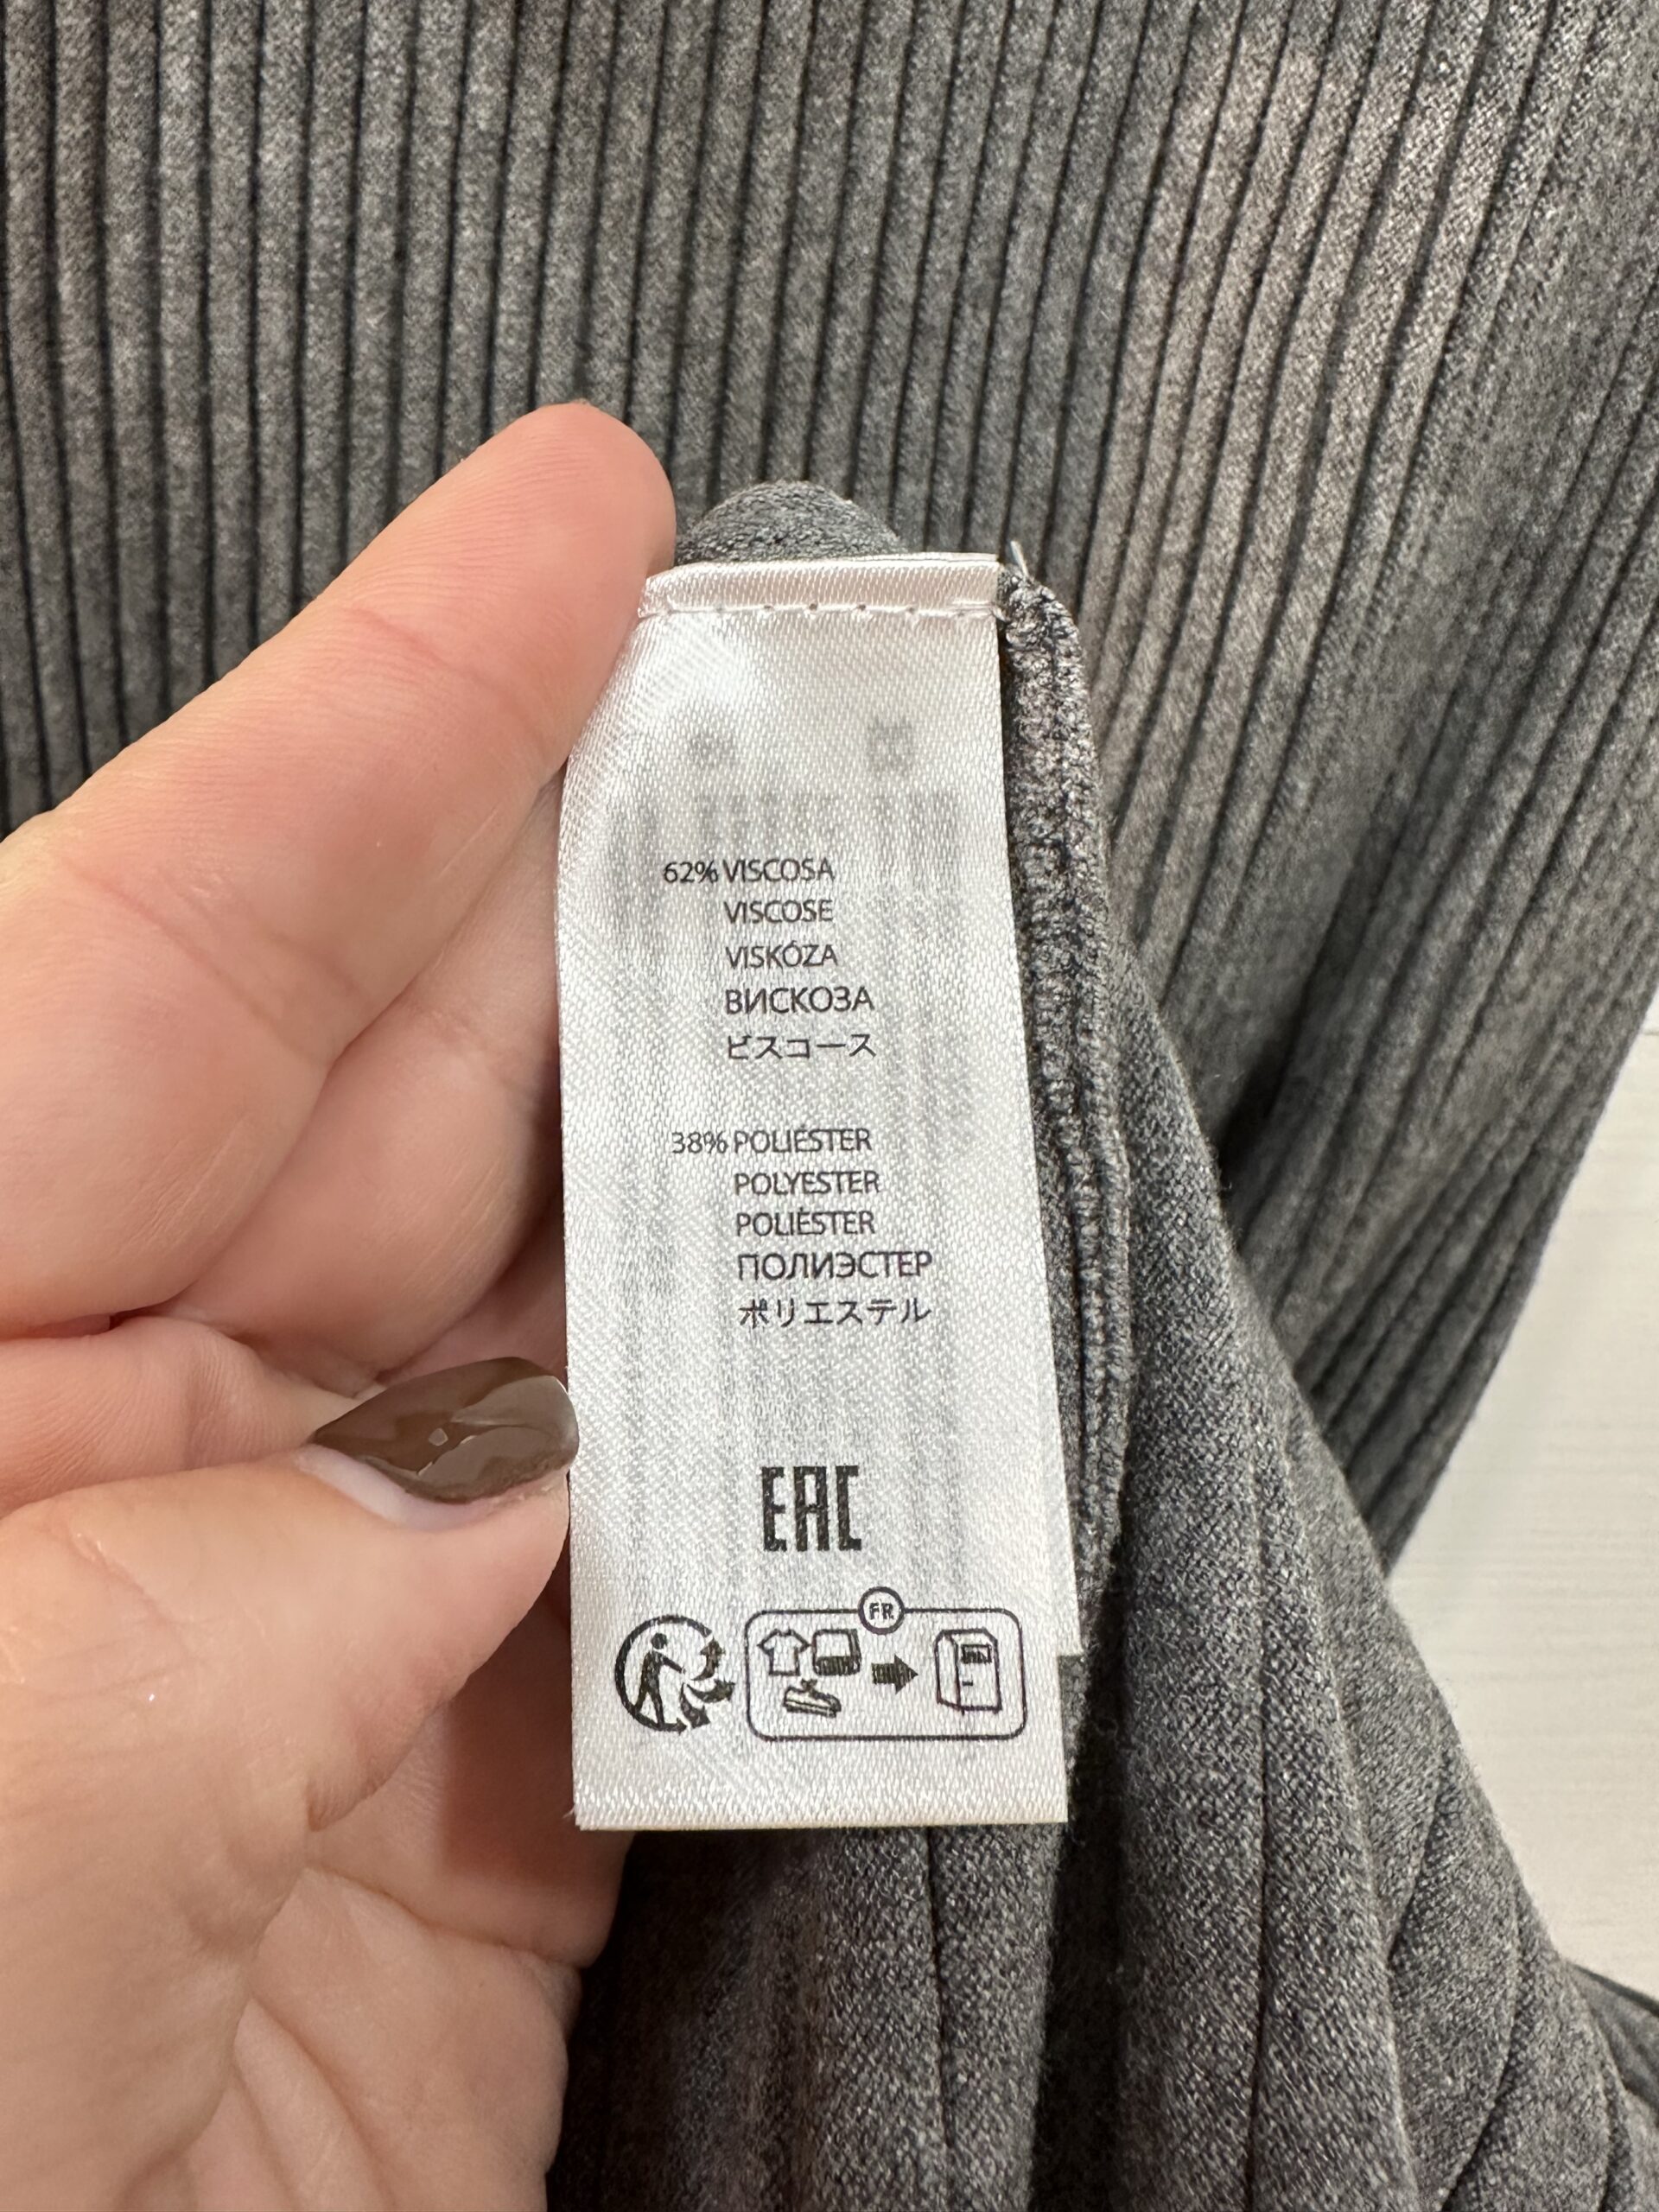 62% VISCOSA
VISCOSE
VISKÓZA
ВИСКОЗА
ビスコース
38% POLIÉSTER
POLYESTER
POLIÈSTER
ПОЛИЭСТЕР
ポリエステル
EAC
FR